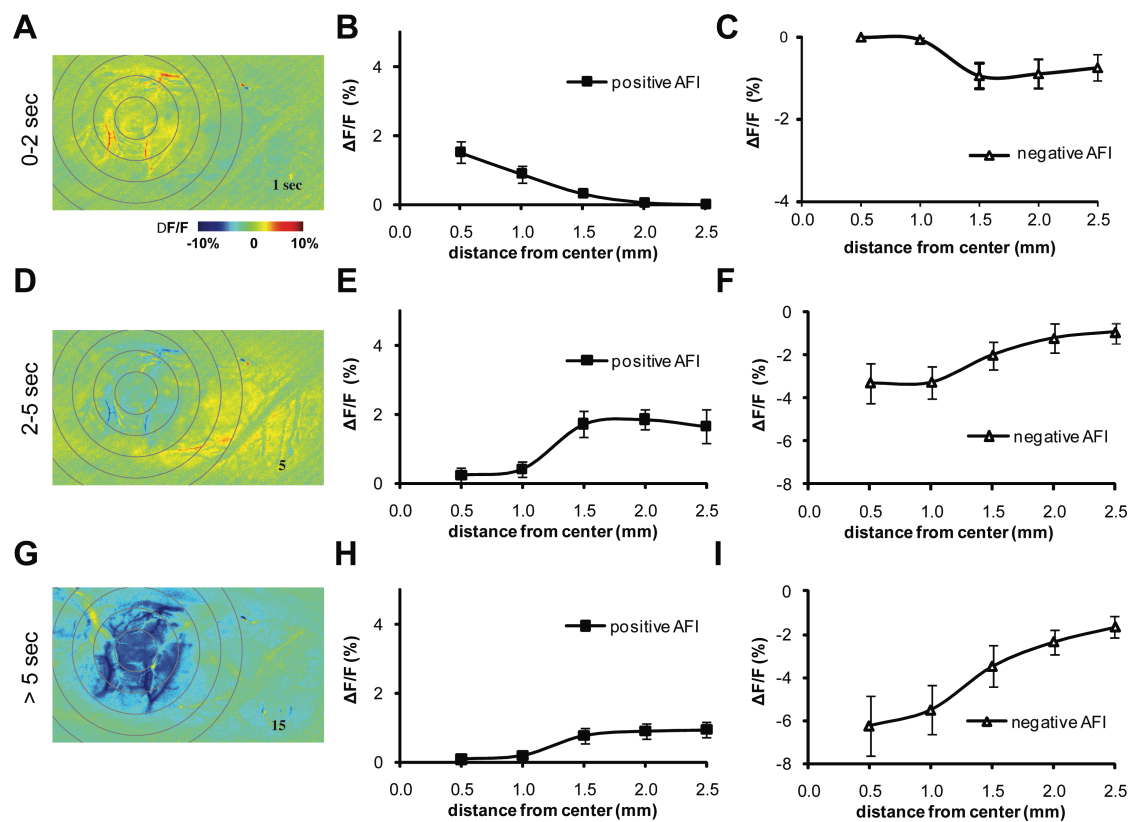 A
0-2 sec
1 sec
DF/F
-10% 0 10%
B
4
2
0
ΔF/F (%)
positive AFI
0.0 0.5 1.0 1.5 2.0 2.5
distance from center (mm)
C
0
-2
-4
ΔF/F (%)
negative AFI
0.0 0.5 1.0 1.5 2.0 2.5
distance from center (mm)
D
2-5 sec
5
E
4
2
0
ΔF/F (%)
positive AFI
0.0 0.5 1.0 1.5 2.0 2.5
distance from center (mm)
F
0
-2
-4
-6
-8
ΔF/F (%)
negative AFI
0.0 0.5 1.0 1.5 2.0 2.5
distance from center (mm)
G
> 5 sec
15
H
4
2
0
ΔF/F (%)
positive AFI
0.0 0.5 1.0 1.5 2.0 2.5
distance from center (mm)
I
0
-2
-4
-6
-8
ΔF/F (%)
negative AFI
0.0 0.5 1.0 1.5 2.0 2.5
distance from center (mm)